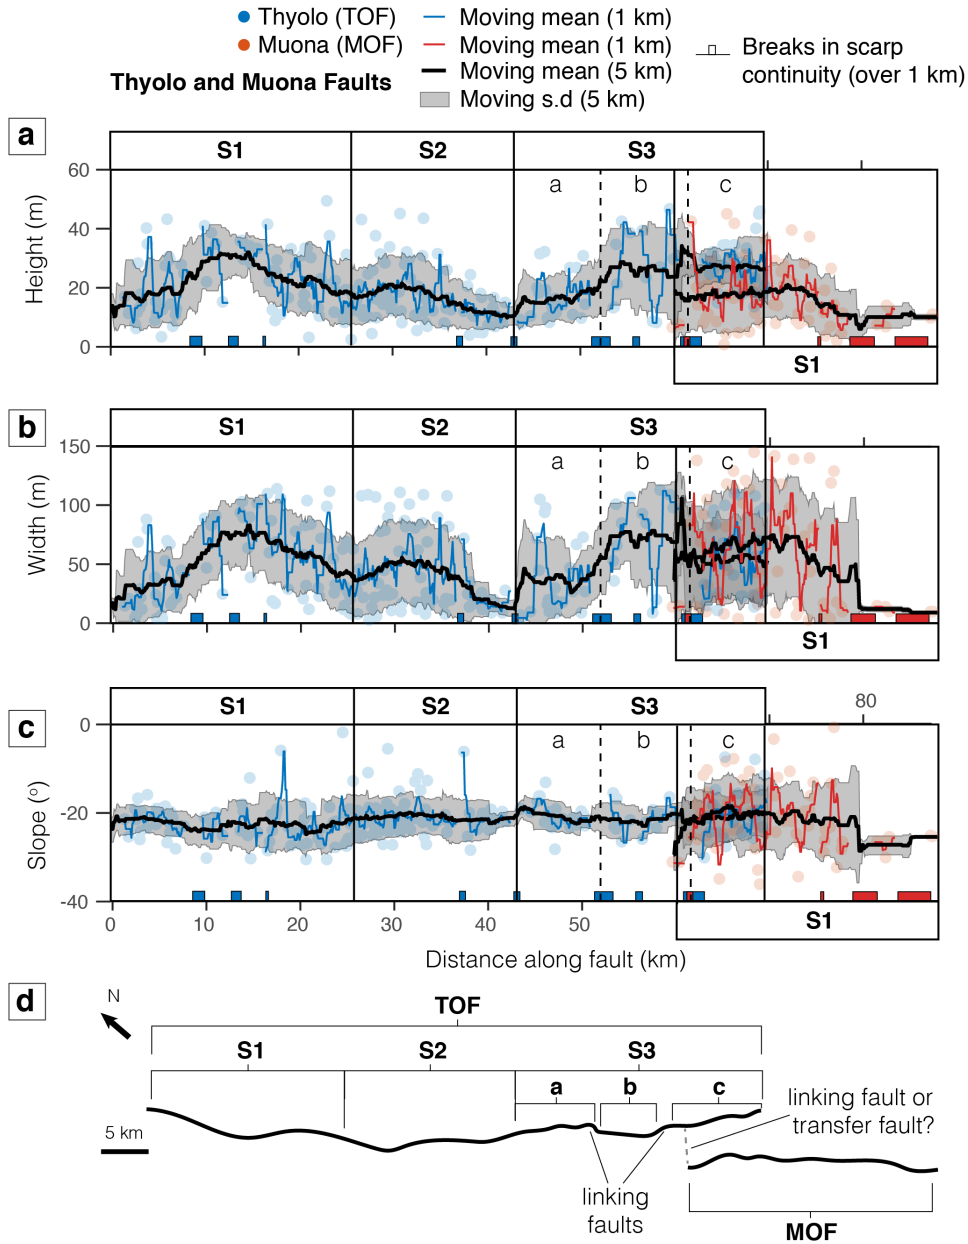 Thyolo (TOF)
Muona (MOF)
Thyolo and Muona Faults
Moving mean (1 km)
Moving mean (1 km)
Moving mean (5 km)
Moving s.d (5 km)
Breaks in scarp
continuity (over 1 km)
a
S1 S2 S3
60
40
20
0
Height (m)
a b c
S1
b
S1 S2 S3
150
100
50
0
Width (m)
a b c
S1
c
S1 S2 S3
80
0
-20
-40
Slope (°)
a b c
S1
0 10 20 30 40 50
Distance along fault (km)
d
N
TOF
S1 S2 S3
a b c
5 km
linking fault or
transfer fault?
linking
faults
MOF